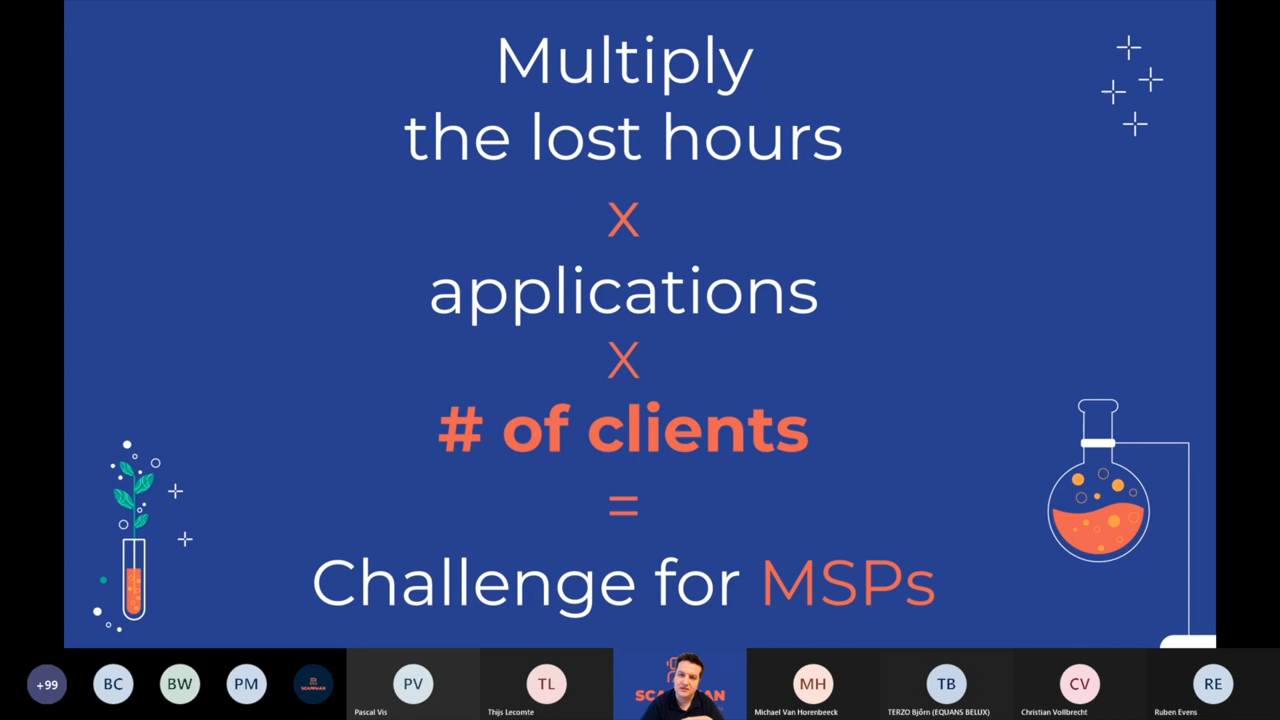 Multiply
the lost hours
x
applications
x
# of clients
=
Challenge for MSPs
+99
BC
BW
PM
SCAPPMAN
PV
TL
MH
TB
CV
RE
Pascal Vis
Thijs Lecomte
Michael Van Horenbeeck
TERZO Björn (EQUANS BELUX)
Christian Vollbrecht
Ruben Evens